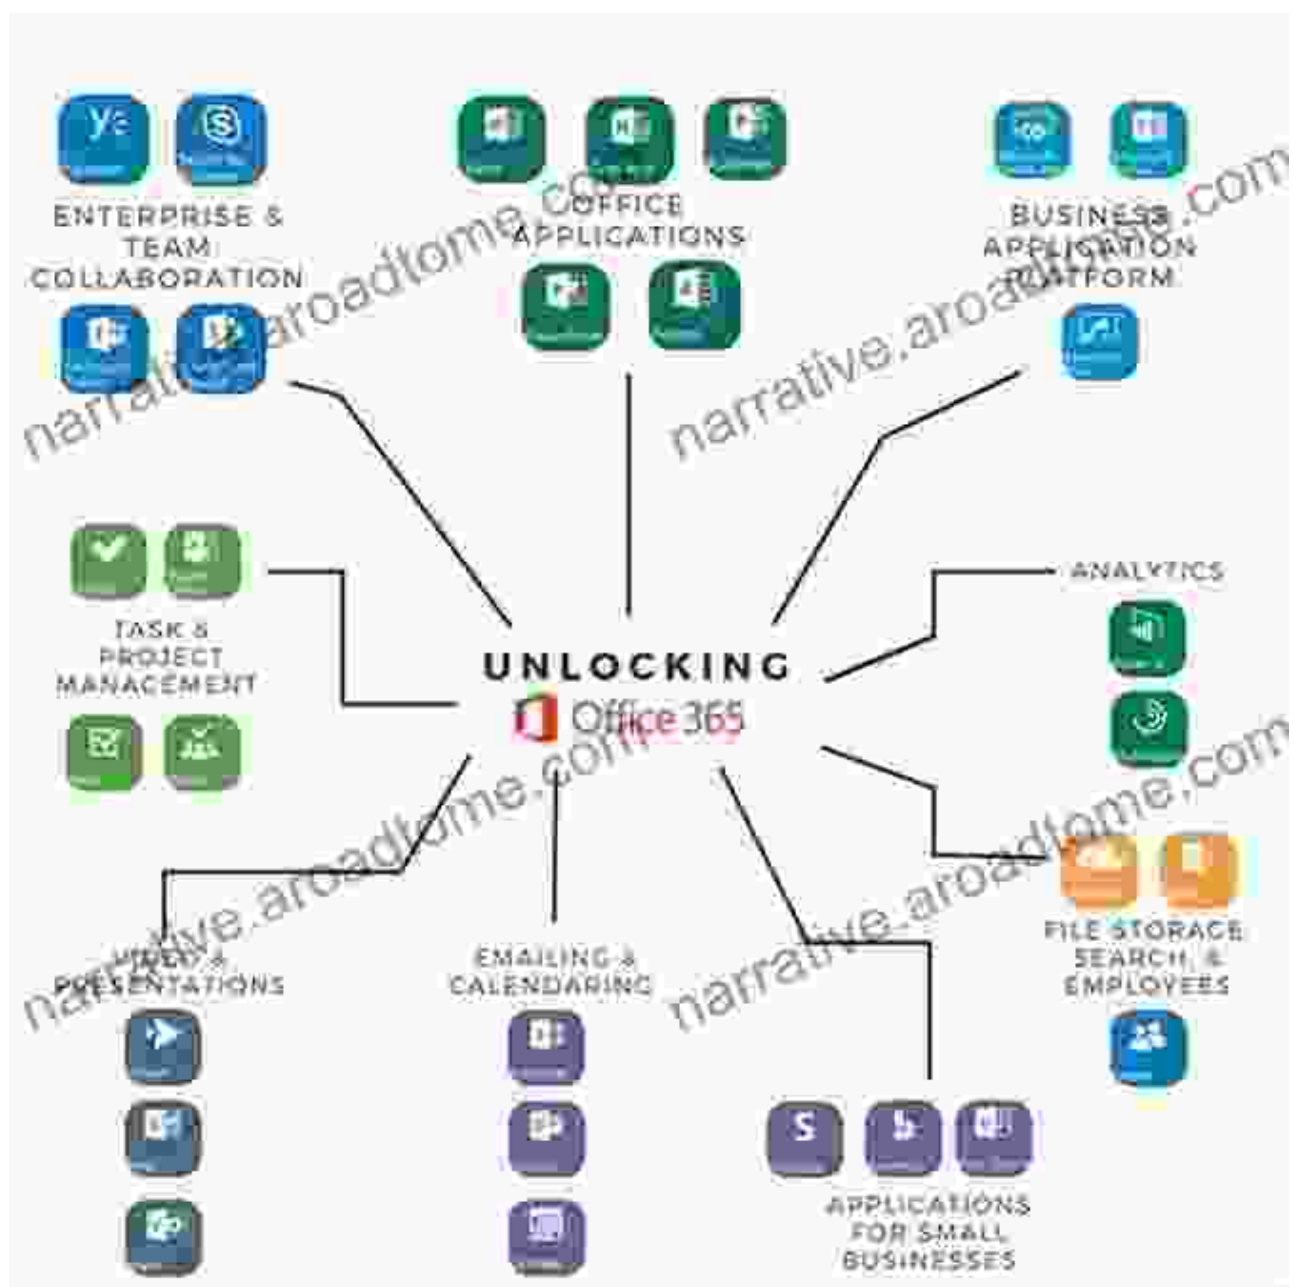 ENTERPRISE &
TEAM
COLLABORATION
OFFICE
APPLICATIONS
BUSINESS
APPLICATION
PLATFORM
TASK &
PROJECT
MANAGEMENT
UNLOCKING
Office 365
ANALYTICS
FILE STORAGE
SEARCH, &
EMPLOYEES
VIDEO &
PRESENTATIONS
EMAILING &
CALENDARING
APPLICATIONS
FOR SMALL
BUSINESSES
narrative.aroadtome.com
narrative.aroadtome.com
narrative.aroadtome.com
narrative.aroadtome.com